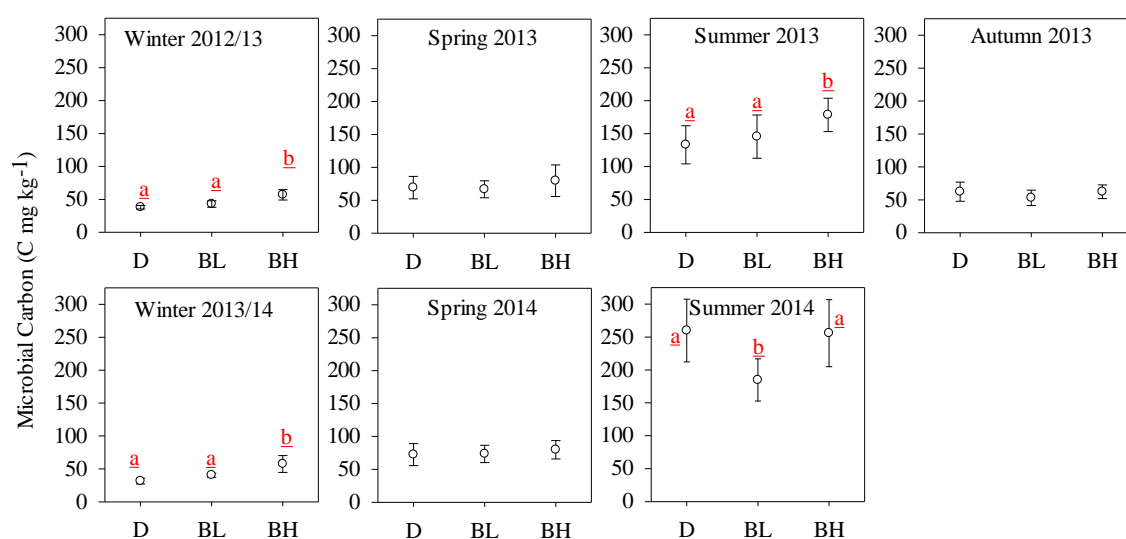 Microbial Carbon (C mg kg-1)
Winter 2012/13
300
250
200
150
100
50
0
a
a
b
D BL BH
Spring 2013
300
250
200
150
100
50
0
D BL BH
Summer 2013
300
250
200
150
100
50
0
a
a
b
D BL BH
Autumn 2013
300
250
200
150
100
50
0
D BL BH
Winter 2013/14
300
250
200
150
100
50
0
a
a
b
D BL BH
Spring 2014
300
250
200
150
100
50
0
D BL BH
Summer 2014
300
250
200
150
100
50
0
a
b
a
D BL BH